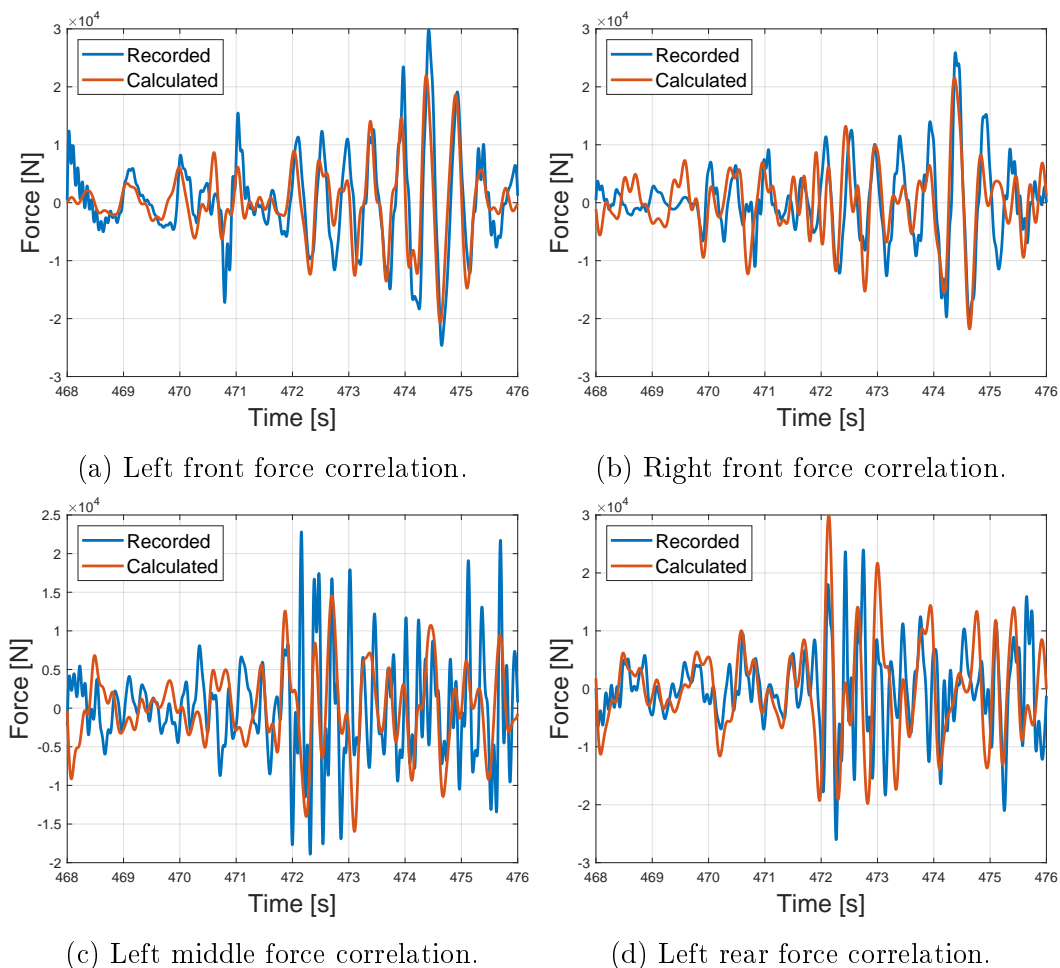 ×10^4
3
2
1
0
-1
-2
-3
Force [N]
Recorded
Calculated
468 469 470 471 472 473 474 475 476
Time [s]
(a) Left front force correlation.
×10^4
3
2
1
0
-1
-2
-3
Force [N]
Recorded
Calculated
468 469 470 471 472 473 474 475 476
Time [s]
(b) Right front force correlation.
×10^4
2.5
2
1.5
1
0.5
0
-0.5
-1
-1.5
-2
Force [N]
Recorded
Calculated
468 469 470 471 472 473 474 475 476
Time [s]
(c) Left middle force correlation.
×10^4
3
2
1
0
-1
-2
-3
Force [N]
Recorded
Calculated
468 469 470 471 472 473 474 475 476
Time [s]
(d) Left rear force correlation.